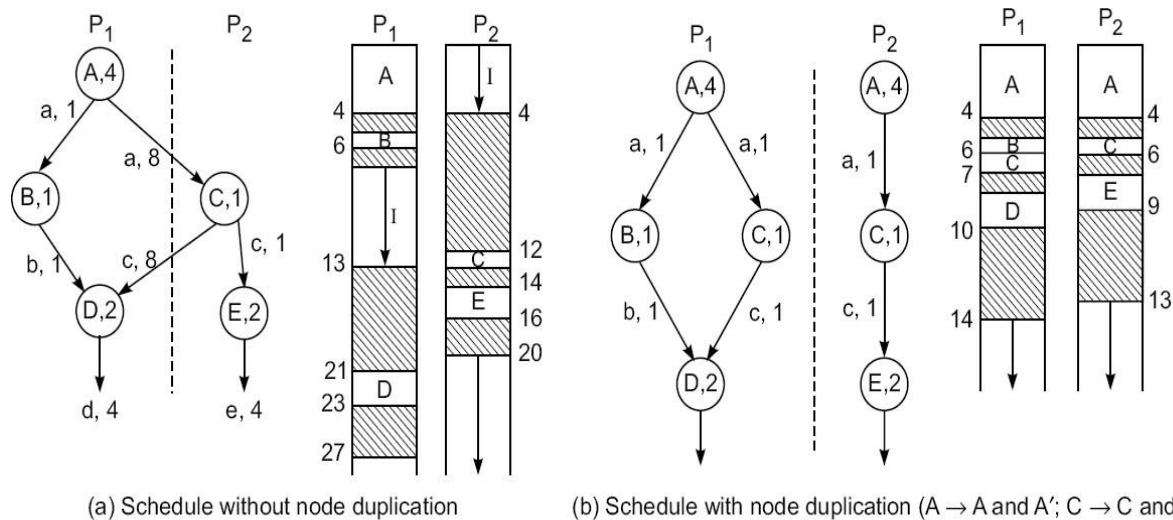 P1 P2 P1 P2
A,4
a, 1
a, 8
B,1
C,1
b, 1
c, 8
c, 1
D,2
E,2
d, 4
e, 4
A
I
4
4
6
B
I
13
12
C
14
E
16
20
21
D
23
27
(a) Schedule without node duplication
P1 P2 P1 P2
A,4
A, 4
a, 1
a,1
a, 1
B,1
C,1
C,1
b, 1
c, 1
c, 1
D,2
E,2
A
A
4
4
B
C
6
6
C
7
E
9
D
10
13
14
(b) Schedule with node duplication (A → A and A′; C → C and